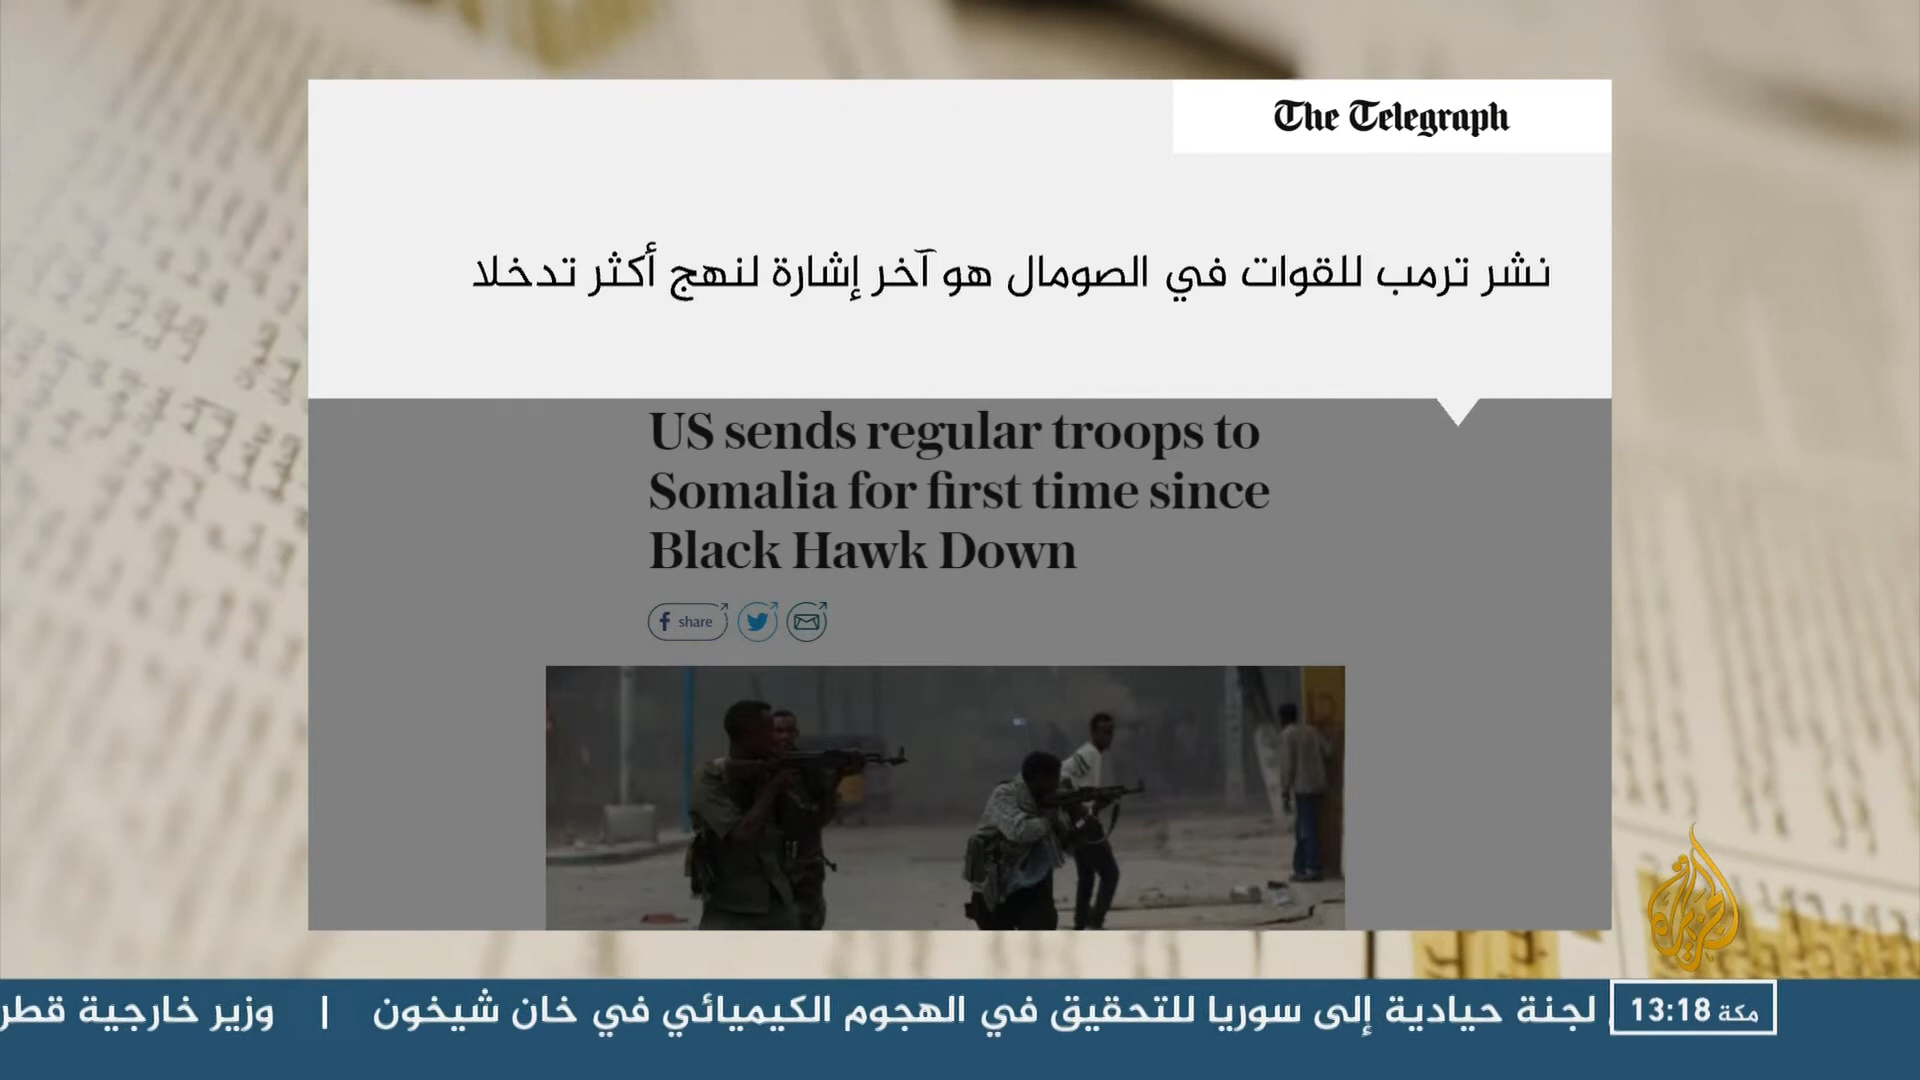 The Telegraph
نشر ترمب للقوات في الصومال هو آخر إشارة لنهج أكثر تدخلا
US sends regular troops to
Somalia for first time since
Black Hawk Down
share
مكة 13:18
لجنة حيادية إلى سوريا للتحقيق في الهجوم الكيميائي في خان شيخون | وزير خارجية قطر
الجزيرة